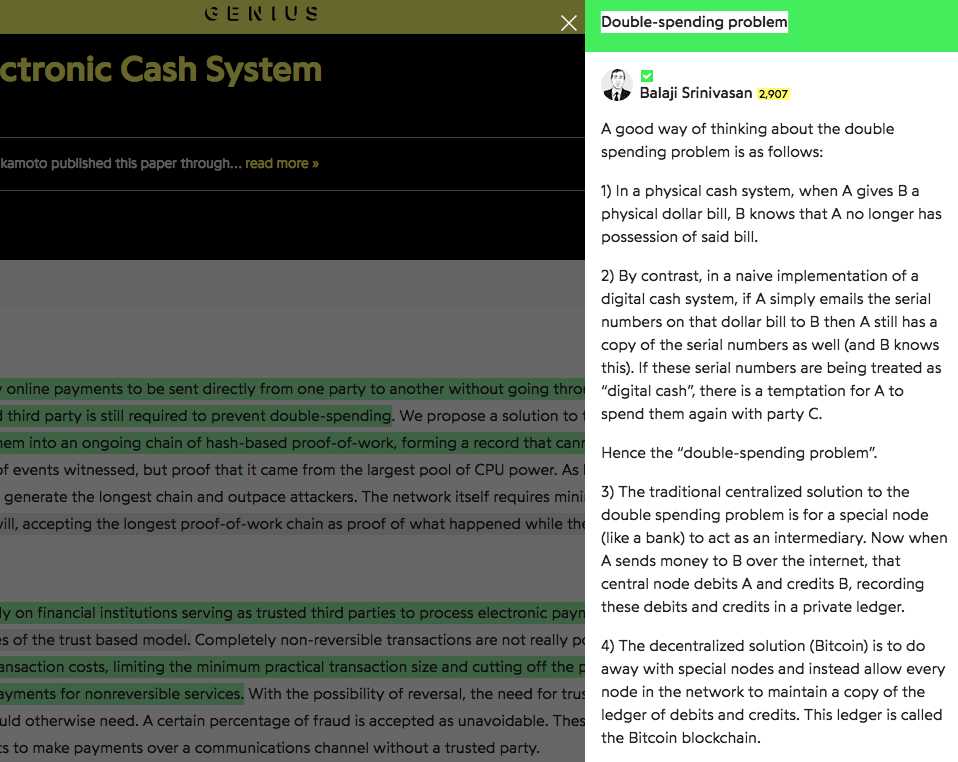 GENIUS
ctronic Cash System
kamoto published this paper through... read more »
y online payments to be sent directly from one party to another without going throu
d third party is still required to prevent double-spending. We propose a solution to t
hem into an ongoing chain of hash-based proof-of-work, forming a record that cann
of events witnessed, but proof that it came from the largest pool of CPU power. As l
generate the longest chain and outpace attackers. The network itself requires mini
will, accepting the longest proof-of-work chain as proof of what happened while the
ly on financial institutions serving as trusted third parties to process electronic paym
es of the trust based model. Completely non-reversible transactions are not really po
ansaction costs, limiting the minimum practical transaction size and cutting off the p
ayments for nonreversible services. With the possibility of reversal, the need for trus
uld otherwise need. A certain percentage of fraud is accepted as unavoidable. Thes
ts to make payments over a communications channel without a trusted party.
Double-spending problem
Balaji Srinivasan 2,907
A good way of thinking about the double
spending problem is as follows:
1) In a physical cash system, when A gives B a
physical dollar bill, B knows that A no longer has
possession of said bill.
2) By contrast, in a naive implementation of a
digital cash system, if A simply emails the serial
numbers on that dollar bill to B then A still has a
copy of the serial numbers as well (and B knows
this). If these serial numbers are being treated as
“digital cash”, there is a temptation for A to
spend them again with party C.
Hence the “double-spending problem”.
3) The traditional centralized solution to the
double spending problem is for a special node
(like a bank) to act as an intermediary. Now when
A sends money to B over the internet, that
central node debits A and credits B, recording
these debits and credits in a private ledger.
4) The decentralized solution (Bitcoin) is to do
away with special nodes and instead allow every
node in the network to maintain a copy of the
ledger of debits and credits. This ledger is called
the Bitcoin blockchain.